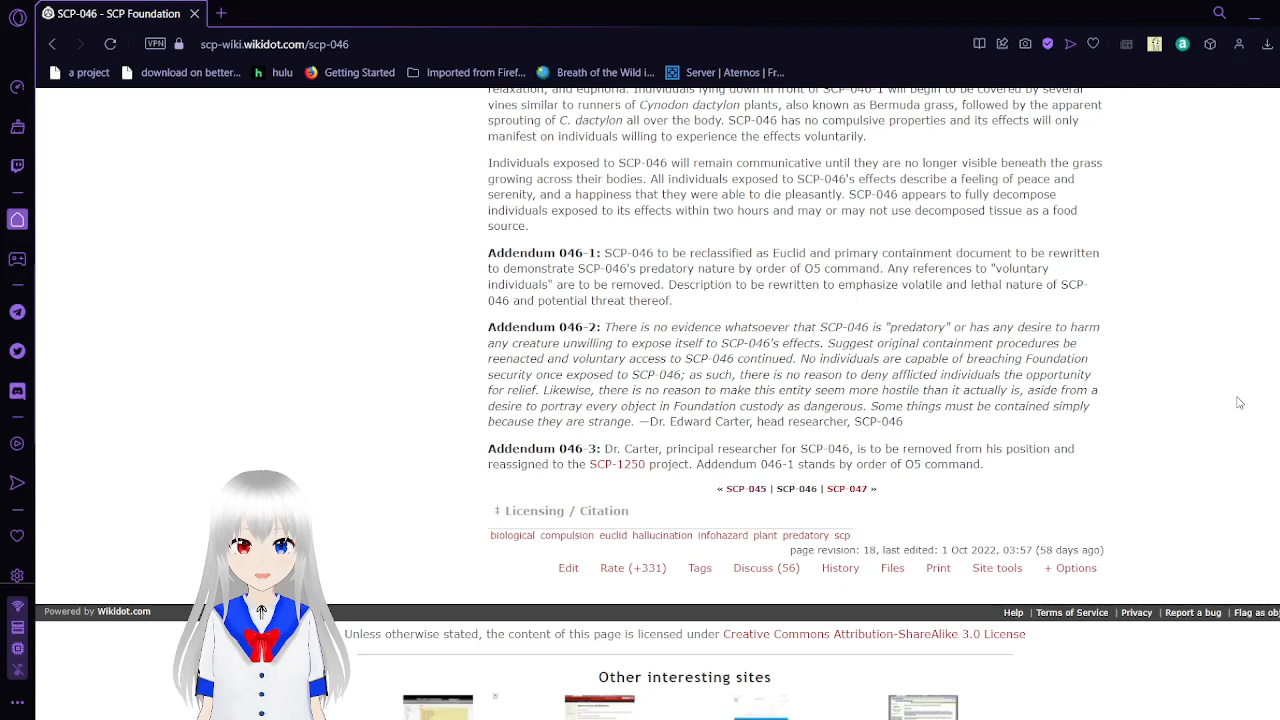 SCP-046 - SCP Foundation
VPN scp-wiki.wikidot.com/scp-046
a project download on better... hulu Getting Started Imported from Firef... Breath of the Wild i... Server | Aternos | Fr...
relaxation, and euphoria. Individuals lying down in front of SCP-046-1 will begin to be covered by several
vines similar to runners of Cynodon dactylon plants, also known as Bermuda grass, followed by the apparent
sprouting of C. dactylon all over the body. SCP-046 has no compulsive properties and its effects will only
manifest on individuals willing to experience the effects voluntarily.
Individuals exposed to SCP-046 will remain communicative until they are no longer visible beneath the grass
growing across their bodies. All individuals exposed to SCP-046's effects describe a feeling of peace and
serenity, and a happiness that they were able to die pleasantly. SCP-046 appears to fully decompose
individuals exposed to its effects within two hours and may or may not use decomposed tissue as a food
source.
Addendum 046-1: SCP-046 to be reclassified as Euclid and primary containment document to be rewritten
to demonstrate SCP-046's predatory nature by order of O5 command. Any references to "voluntary
individuals" are to be removed. Description to be rewritten to emphasize volatile and lethal nature of SCP-
046 and potential threat thereof.
Addendum 046-2: There is no evidence whatsoever that SCP-046 is "predatory" or has any desire to harm
any creature unwilling to expose itself to SCP-046's effects. Suggest original containment procedures be
reenacted and voluntary access to SCP-046 continued. No individuals are capable of breaching Foundation
security once exposed to SCP-046; as such, there is no reason to deny afflicted individuals the opportunity
for relief. Likewise, there is no reason to make this entity seem more hostile than it actually is, aside from a
desire to portray every object in Foundation custody as dangerous. Some things must be contained simply
because they are strange. —Dr. Edward Carter, head researcher, SCP-046
Addendum 046-3: Dr. Carter, principal researcher for SCP-046, is to be removed from his position and
reassigned to the SCP-1250 project. Addendum 046-1 stands by order of O5 command.
« SCP-045 | SCP-046 | SCP-047 »
‡ Licensing / Citation
biological compulsion euclid hallucination infohazard plant predatory scp
page revision: 18, last edited: 1 Oct 2022, 03:57 (58 days ago)
Edit Rate (+331) Tags Discuss (56) History Files Print Site tools + Options
Powered by Wikidot.com Help | Terms of Service | Privacy | Report a bug | Flag as ob
Unless otherwise stated, the content of this page is licensed under Creative Commons Attribution-ShareAlike 3.0 License
Other interesting sites